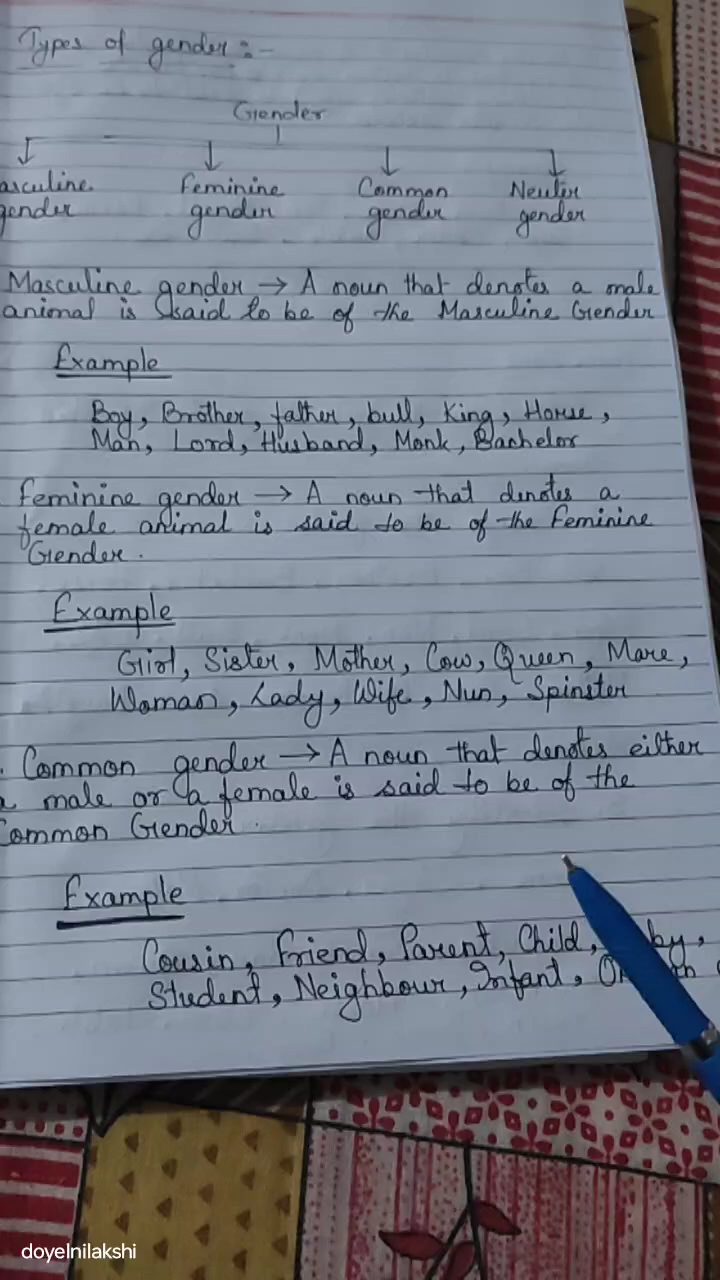 Types of gender :-
Gender
asculine Feminine Common Neuter
gender gender gender gender
Masculine gender → A noun that denotes a male
animal is said to be of the Masculine Gender
Example
Boy, Brother, father, bull, King, Horse,
Man, Lord, Husband, Monk, Bachelor
Feminine gender → A noun that denotes a
female animal is said to be of the Feminine
Gender.
Example
Girl, Sister, Mother, Cow, Queen, Mare,
Woman, Lady, Wife, Nun, Spinster
. Common gender → A noun that denotes either
a male or a female is said to be of the
Common Gender.
Example
Cousin, Friend, Parent, Child, by,
Student, Neighbour, Infant,
doyelnilakshi